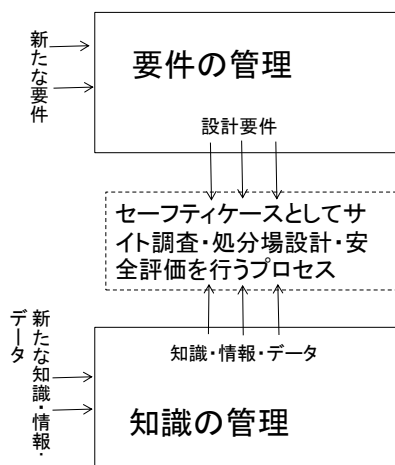 新たな要件
要件の管理
設計要件
セーフティケースとしてサ
イト調査・処分場設計・安
全評価を行うプロセス
知識・情報・データ
新たな知識・情報・
データ
知識の管理